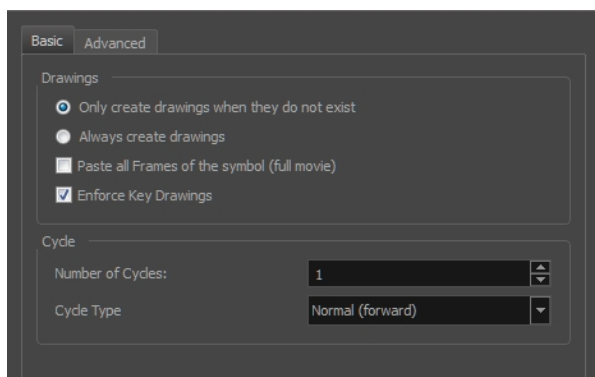 Basic Advanced
Drawings
Only create drawings when they do not exist
Always create drawings
Paste all Frames of the symbol (full movie)
Enforce Key Drawings
Cycle
Number of Cycles: 1
Cycle Type Normal (forward)